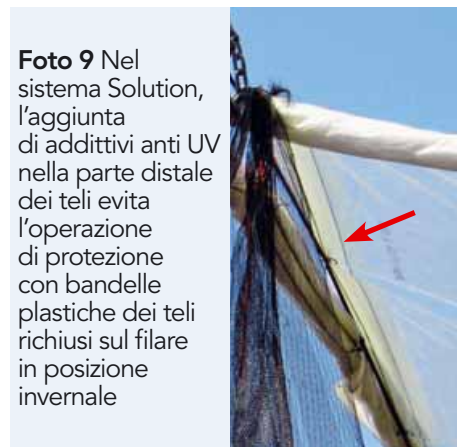 Foto 9 Nel
sistema Solution,
l'aggiunta
di addittivi anti UV
nella parte distale
dei teli evita
l'operazione
di protezione
con bandelle
plastiche dei teli
richiusi sul filare
in posizione
invernale